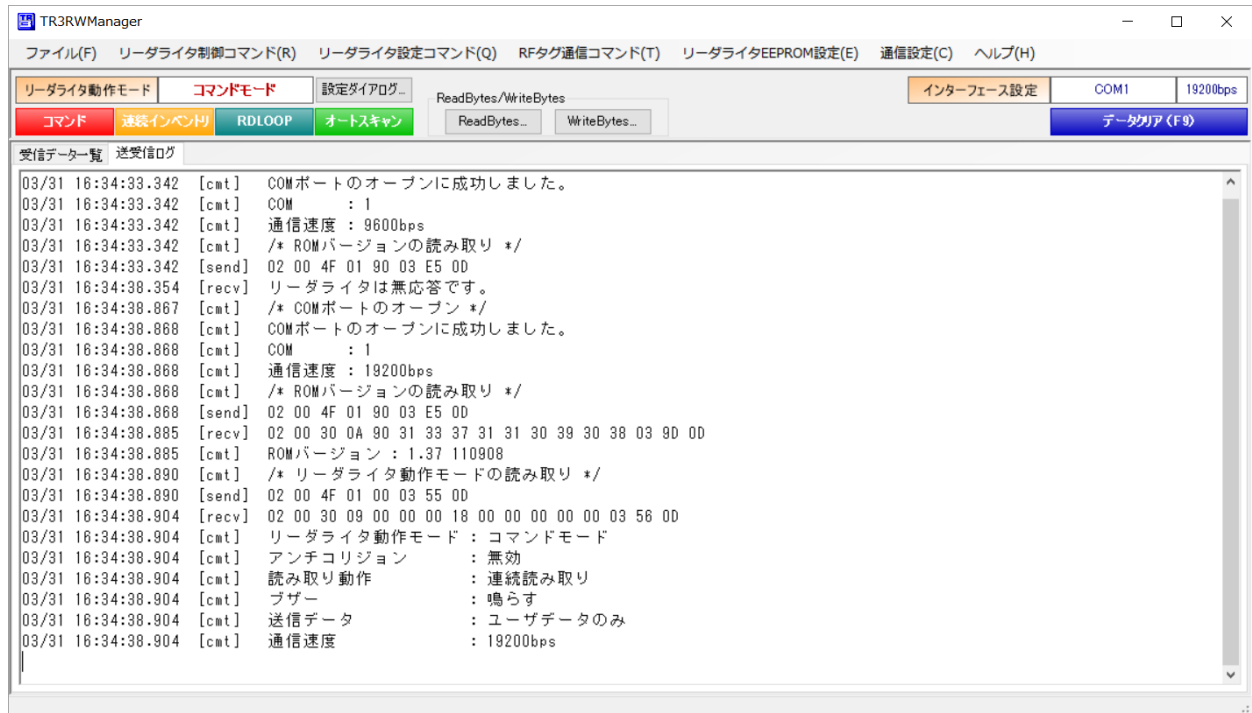 TR3RWManager
ファイル(F) リーダライタ制御コマンド(R) リーダライタ設定コマンド(Q) RFタグ通信コマンド(T) リーダライタEEPROM設定(E) 通信設定(C) ヘルプ(H)
リーダライタ動作モード コマンドモード 設定ダイアログ... インターフェース設定 COM1 19200bps
ReadBytes/WriteBytes
コマンド 連続インベントリ RDLOOP オートスキャン ReadBytes... WriteBytes... データクリア(F9)
受信データ一覧 送受信ログ
03/31 16:34:33.342 [cmt] COMポートのオープンに成功しました。
03/31 16:34:33.342 [cmt] COM : 1
03/31 16:34:33.342 [cmt] 通信速度 : 9600bps
03/31 16:34:33.342 [cmt] /* ROMバージョンの読み取り */
03/31 16:34:33.342 [send] 02 00 4F 01 90 03 E5 0D
03/31 16:34:38.354 [recv] リーダライタは無応答です。
03/31 16:34:38.867 [cmt] /* COMポートのオープン */
03/31 16:34:38.868 [cmt] COMポートのオープンに成功しました。
03/31 16:34:38.868 [cmt] COM : 1
03/31 16:34:38.868 [cmt] 通信速度 : 19200bps
03/31 16:34:38.868 [cmt] /* ROMバージョンの読み取り */
03/31 16:34:38.868 [send] 02 00 4F 01 90 03 E5 0D
03/31 16:34:38.885 [recv] 02 00 30 0A 90 31 33 37 31 31 30 39 30 38 03 9D 0D
03/31 16:34:38.885 [cmt] ROMバージョン : 1.37 110908
03/31 16:34:38.890 [cmt] /* リーダライタ動作モードの読み取り */
03/31 16:34:38.890 [send] 02 00 4F 01 00 03 55 0D
03/31 16:34:38.904 [recv] 02 00 30 09 00 00 00 18 00 00 00 00 00 03 56 0D
03/31 16:34:38.904 [cmt] リーダライタ動作モード : コマンドモード
03/31 16:34:38.904 [cmt] アンチコリジョン : 無効
03/31 16:34:38.904 [cmt] 読み取り動作 : 連続読み取り
03/31 16:34:38.904 [cmt] ブザー : 鳴らす
03/31 16:34:38.904 [cmt] 送信データ : ユーザデータのみ
03/31 16:34:38.904 [cmt] 通信速度 : 19200bps